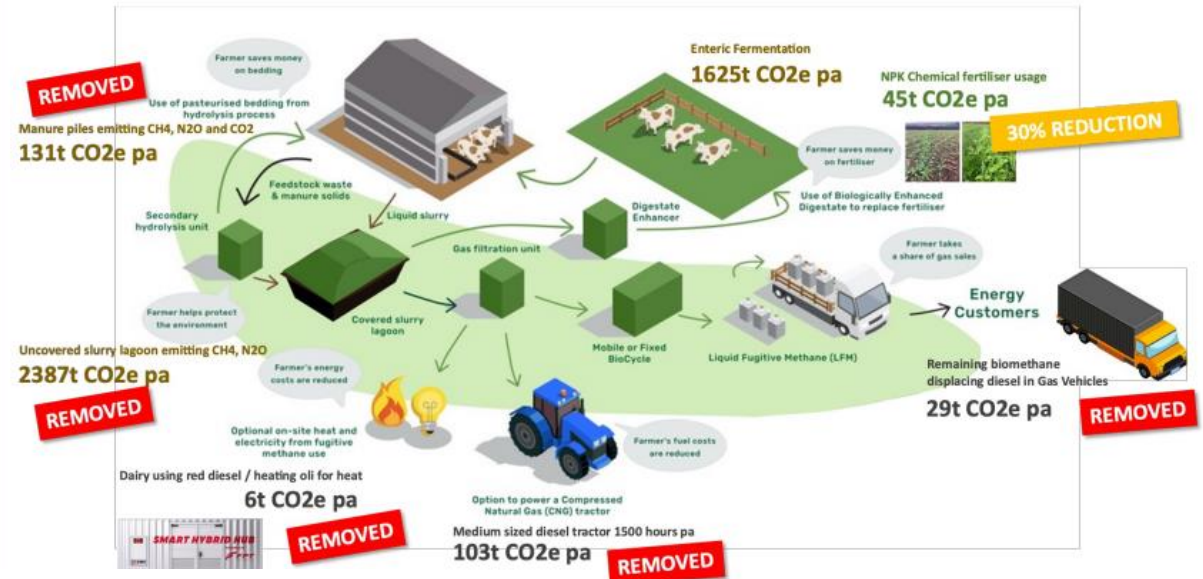 Enteric Fermentation
1625t CO2e pa
NPK Chemical fertiliser usage
45t CO2e pa
30% REDUCTION
Farmer saves money
on bedding
REMOVED
Use of pasteurised bedding from
hydrolysis process
Manure piles emitting CH4, N2O and CO2
131t CO2e pa
Farmer saves money
on fertiliser
Feedstock waste
& manure solids
Use of Biologically Enhanced
Digestate to replace fertiliser
Secondary
hydrolysis unit
Liquid slurry
Digestate
Enhancer
Gas filtration unit
Farmer takes
a share of gas sales
Farmer helps protect
the environment
Covered slurry
lagoon
Mobile or Fixed
BioCycle
Liquid Fugitive Methane (LFM)
Energy
Customers
Uncovered slurry lagoon emitting CH4, N2O
2387t CO2e pa
REMOVED
Remaining biomethane
displacing diesel in Gas Vehicles
29t CO2e pa
REMOVED
Farmer's energy
costs are reduced
Optional on-site heat and
electricity from fugitive
methane use
Farmer's fuel costs
are reduced
Dairy using red diesel / heating oli for heat
6t CO2e pa
REMOVED
SMART HYBRID HUB
Option to power a Compressed
Natural Gas (CNG) tractor
Medium sized diesel tractor 1500 hours pa
103t CO2e pa
REMOVED